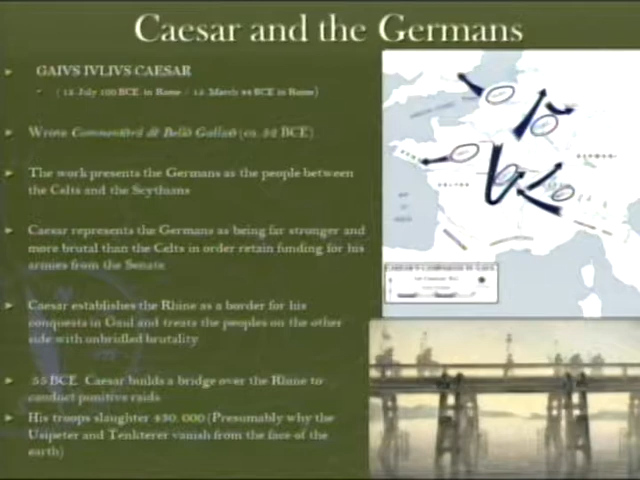 Caesar and the Germans
GAIVS IVLIVS CAESAR
( 13 July 100 BCE in Rome – 15 March 44 BCE in Rome)
Wrote Commentarii de Bello Gallico (ca. 52 BCE)
The work presents the Germans as the people between
the Celts and the Scythians
Caesar represents the Germans as being far stronger and
more brutal than the Celts in order retain funding for his
armies from the Senate
Caesar establishes the Rhine as a border for his
conquests in Gaul and treats the peoples on the other
side with unbridled brutality
55 BCE Caesar builds a bridge over the Rhine to
conduct punitive raids
His troops slaughter 430,000 (Presumably why the
Usipeter and Tenkterer vanish from the face of the
earth)